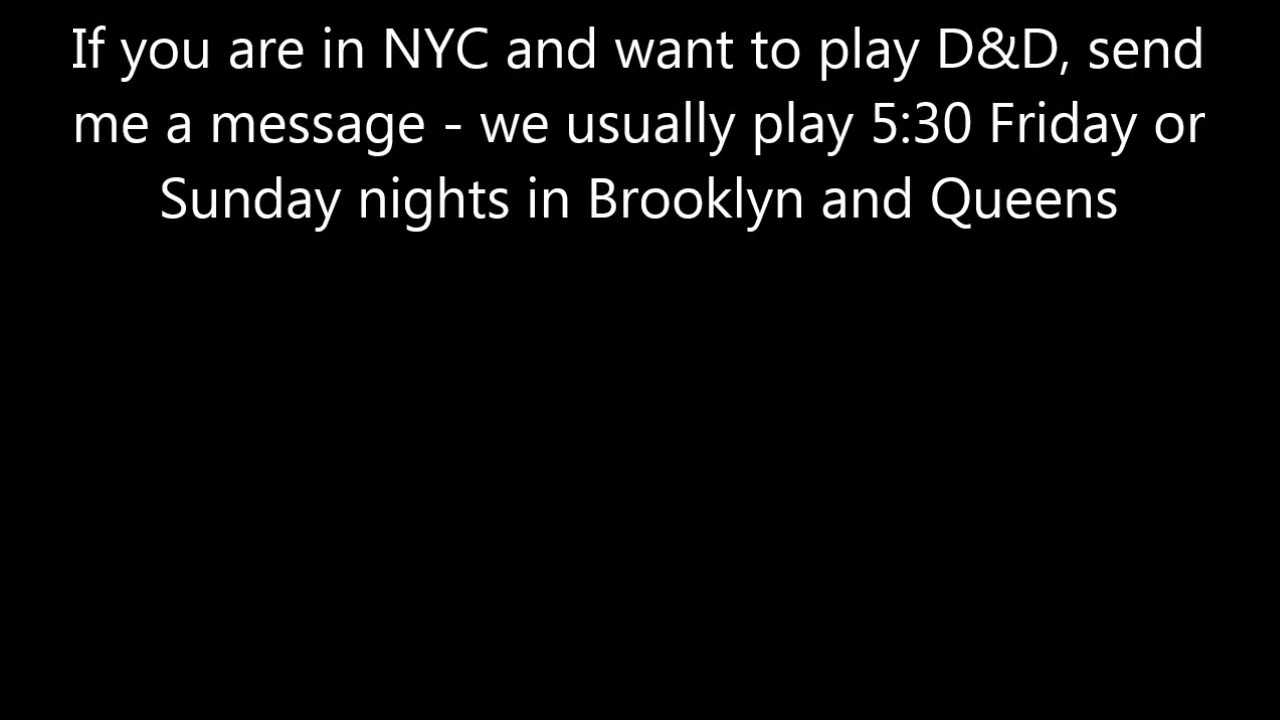 If you are in NYC and want to play D&D, send
me a message - we usually play 5:30 Friday or
Sunday nights in Brooklyn and Queens